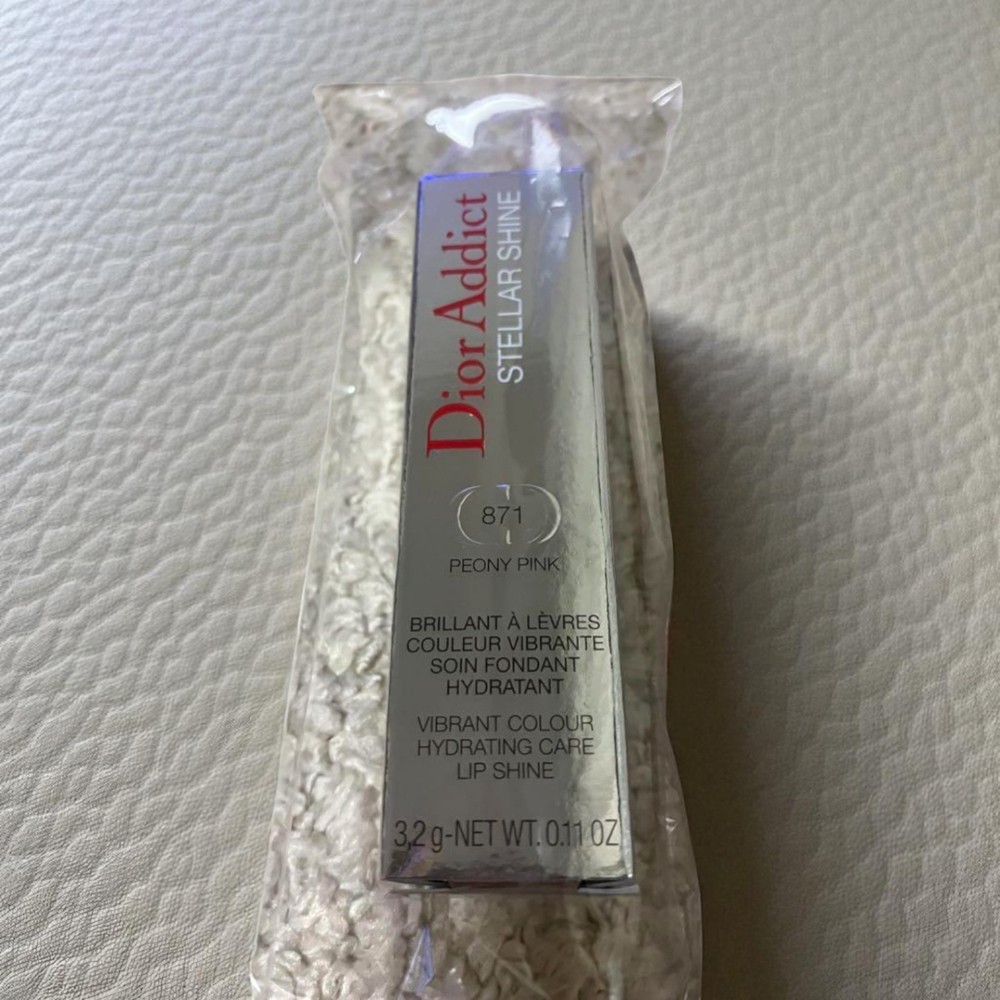 Dior Addict
STELLAR SHINE
871
PEONY PINK
BRILLANT À LÈVRES
COULEUR VIBRANTE
SOIN FONDANT
HYDRATANT
VIBRANT COLOUR
HYDRATING CARE
LIP SHINE
3,2 g-NET WT. 0.11 OZ